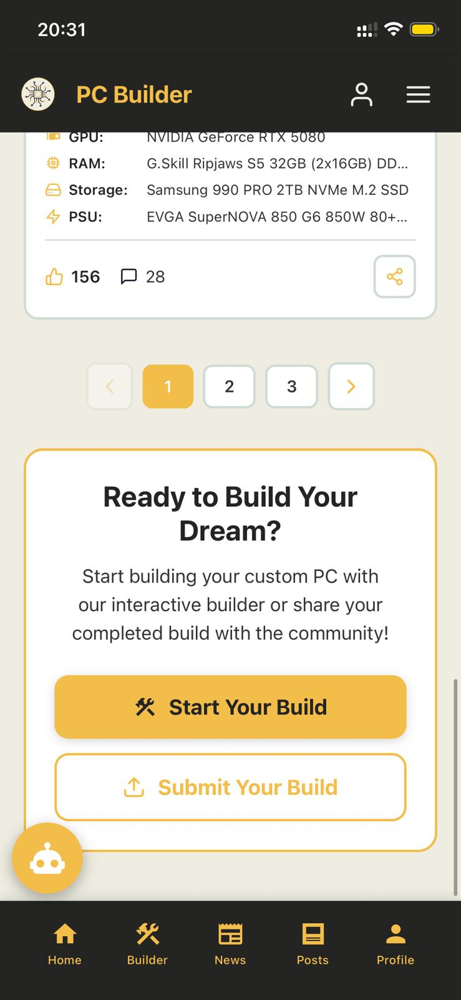 20:31
PC Builder
GPU: NVIDIA GeForce RTX 5080
RAM: G.Skill Ripjaws S5 32GB (2x16GB) DD...
Storage: Samsung 990 PRO 2TB NVMe M.2 SSD
PSU: EVGA SuperNOVA 850 G6 850W 80+...
156 28
1 2 3
Ready to Build Your
Dream?
Start building your custom PC with
our interactive builder or share your
completed build with the community!
Start Your Build
Submit Your Build
Home Builder News Posts Profile